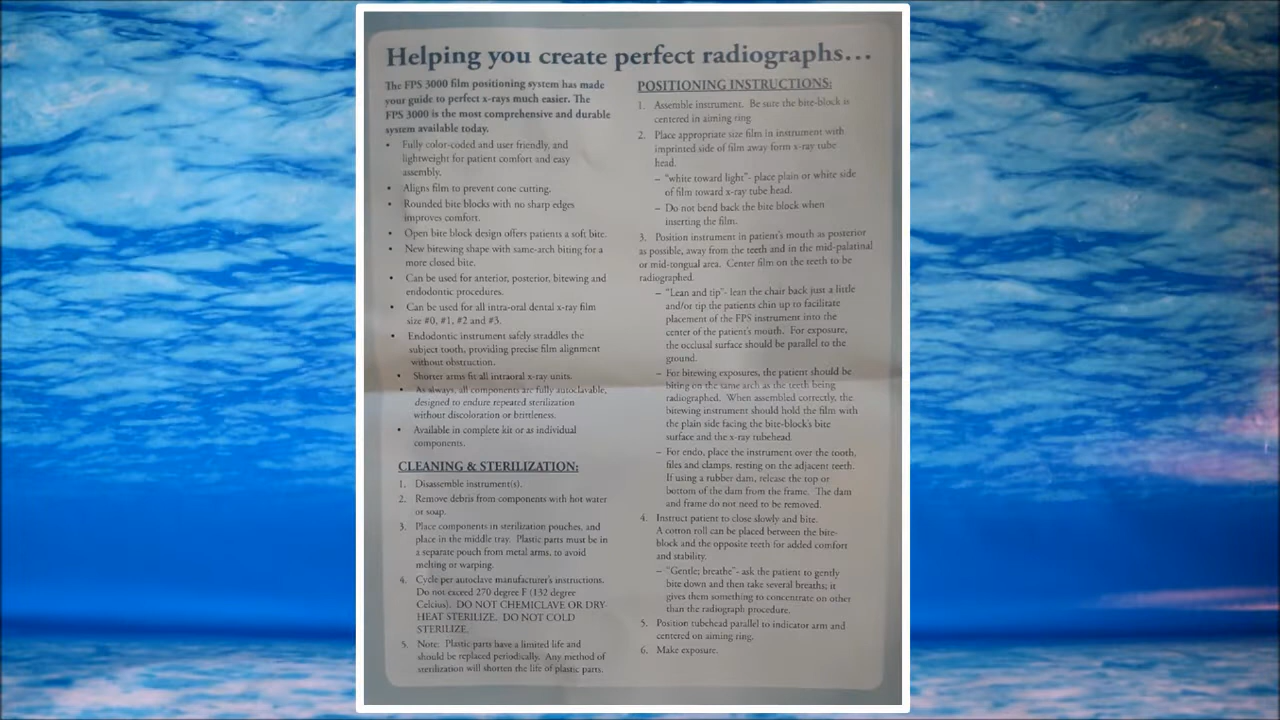 Helping you create perfect radiographs…
The FPS 3000 film positioning system has made
your guide to perfect x-rays much easier. The
FPS 3000 is the most comprehensive and durable
system available today.
• Fully color-coded and user friendly, and
lightweight for patient comfort and easy
assembly.
• Aligns film to prevent cone cutting.
• Rounded bite blocks with no sharp edges
improves comfort.
• Open bite block design offers patients a soft bite.
• New bitewing shape with same-arch biting for a
more closed bite.
• Can be used for anterior, posterior, bitewing and
endodontic procedures.
• Can be used for all intra-oral dental x-ray film
size #0, #1, #2 and #3.
• Endodontic instrument safely straddles the
subject tooth, providing precise film alignment
without obstruction.
• Shorter arms fit all intraoral x-ray units.
• As always, all components are fully autoclavable,
designed to endure repeated sterilization
without discoloration or brittleness.
• Available in complete kit or as individual
components.
CLEANING & STERILIZATION:
1. Disassemble instrument(s).
2. Remove debris from components with hot water
or soap.
3. Place components in sterilization pouches, and
place in the middle tray. Plastic parts must be in
a separate pouch from metal arms, to avoid
melting or warping.
4. Cycle per autoclave manufacturer's instructions.
Do not exceed 270 degree F (132 degree
Celcius). DO NOT CHEMICLAVE OR DRY-
HEAT STERILIZE. DO NOT COLD
STERILIZE.
5. Note: Plastic parts have a limited life and
should be replaced periodically. Any method of
sterilization will shorten the life of plastic parts.
POSITIONING INSTRUCTIONS:
1. Assemble instrument. Be sure the bite-block is
centered in aiming ring.
2. Place appropriate size film in instrument with
imprinted side of film away form x-ray tube
head.
– "white toward light"- place plain or white side
of film toward x-ray tube head.
– Do not bend back the bite block when
inserting the film.
3. Position instrument in patient's mouth as posterior
as possible, away from the teeth and in the mid-palatinal
or mid-tongual area. Center film on the teeth to be
radiographed.
– "Lean and tip"- lean the chair back just a little
and/or tip the patients chin up to facilitate
placement of the FPS instrument into the
center of the patient's mouth. For exposure,
the occlusal surface should be parallel to the
ground.
– For bitewing exposures, the patient should be
biting on the same arch as the teeth being
radiographed. When assembled correctly, the
bitewing instrument should hold the film with
the plain side facing the bite-block's bite
surface and the x-ray tubehead.
– For endo, place the instrument over the tooth,
files and clamps, resting on the adjacent teeth.
If using a rubber dam, release the top or
bottom of the dam from the frame. The dam
and frame do not need to be removed.
4. Instruct patient to close slowly and bite.
A cotton roll can be placed between the bite-
block and the opposite teeth for added comfort
and stability.
– "Gentle; breathe"- ask the patient to gently
bite down and then take several breaths; it
gives them something to concentrate on other
than the radiograph procedure.
5. Position tubehead parallel to indicator arm and
centered on aiming ring.
6. Make exposure.